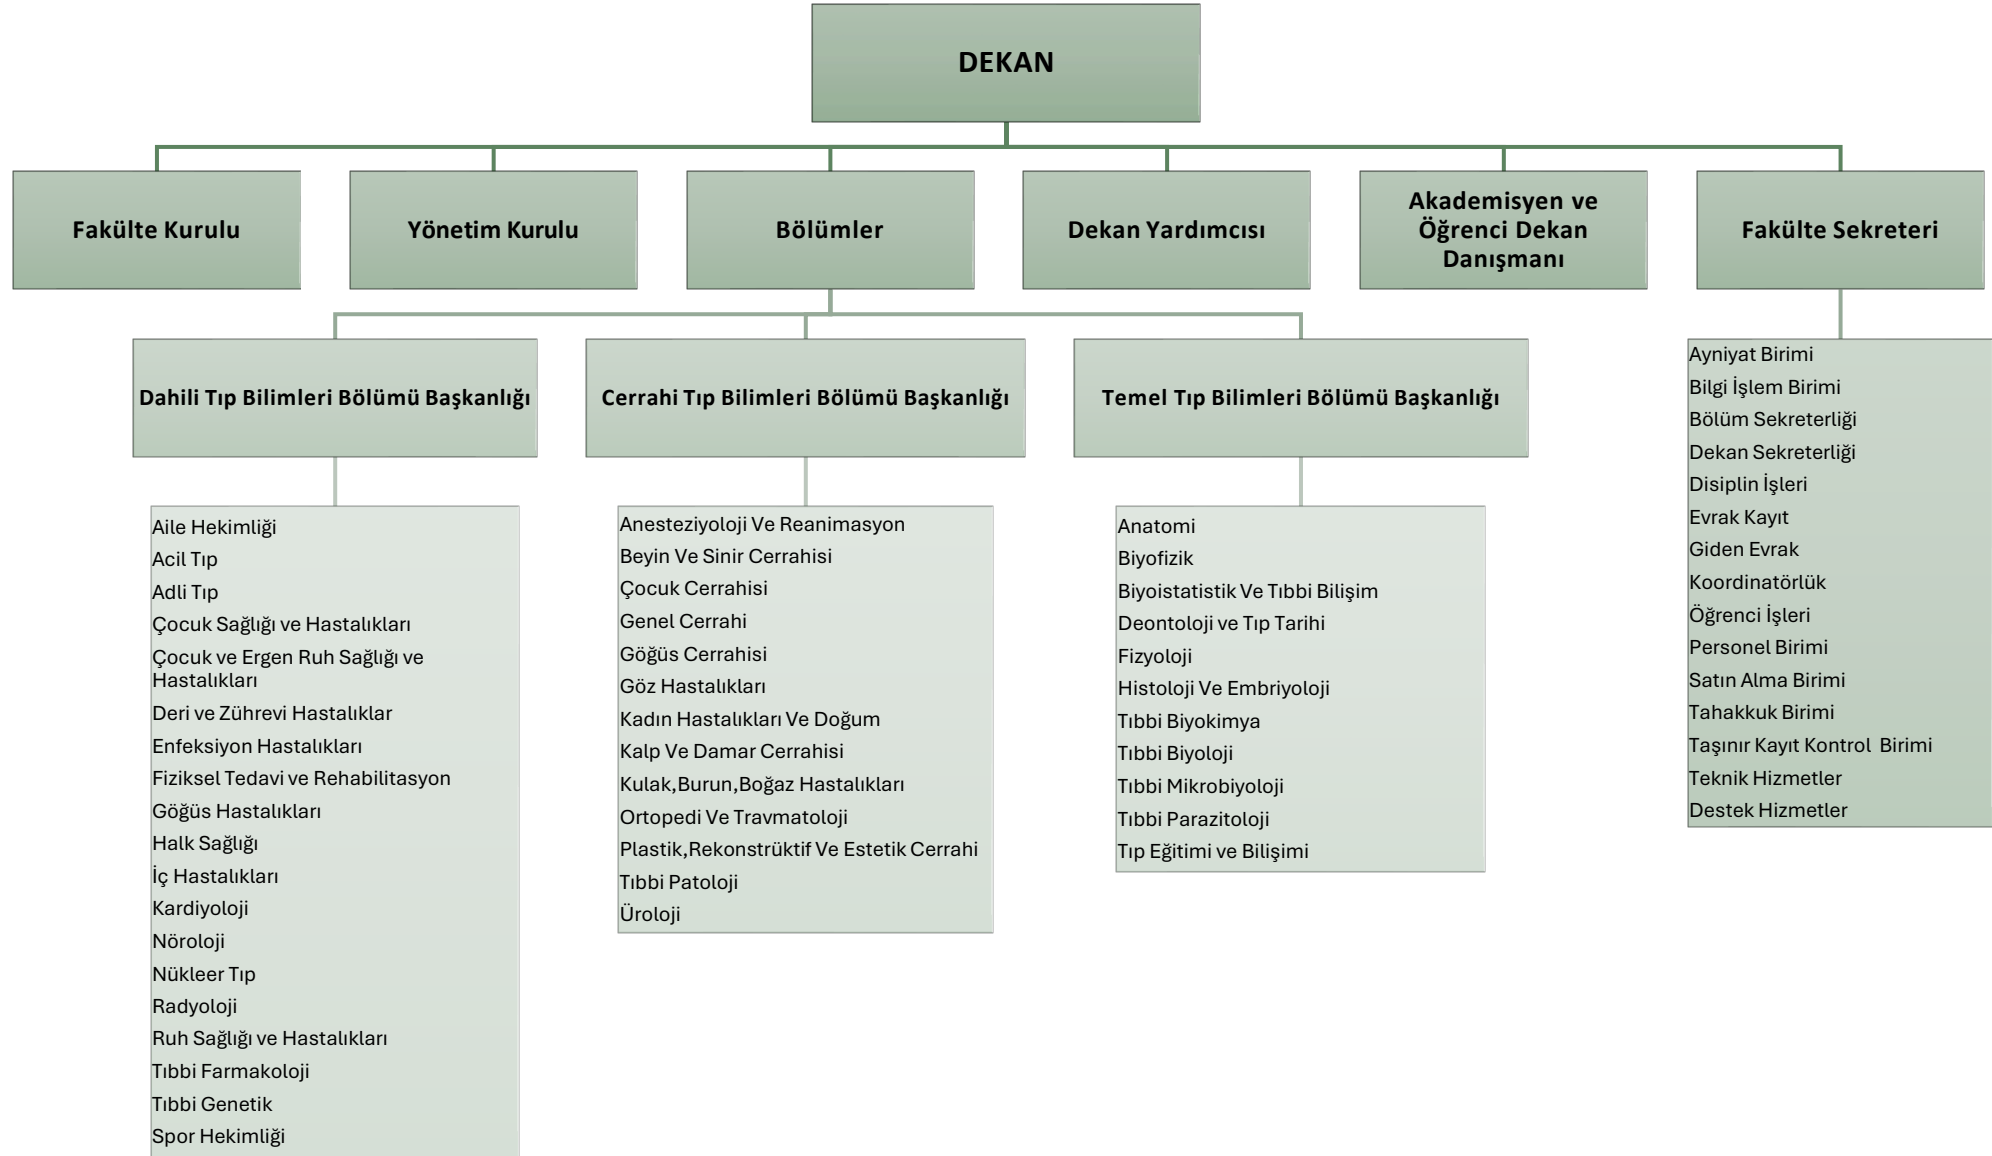 DEKAN
Fakülte Kurulu
Yönetim Kurulu
Bölümler
Dekan Yardımcısı
Akademisyen ve
Öğrenci Dekan
Danışmanı
Fakülte Sekreteri
Dahili Tıp Bilimleri Bölümü Başkanlığı
Cerrahi Tıp Bilimleri Bölümü Başkanlığı
Temel Tıp Bilimleri Bölümü Başkanlığı
Aile Hekimliği
Acil Tıp
Adli Tıp
Çocuk Sağlığı ve Hastalıkları
Çocuk ve Ergen Ruh Sağlığı ve
Hastalıkları
Deri ve Zührevi Hastalıklar
Enfeksiyon Hastalıkları
Fiziksel Tedavi ve Rehabilitasyon
Göğüs Hastalıkları
Halk Sağlığı
İç Hastalıkları
Kardiyoloji
Nöroloji
Nükleer Tıp
Radyoloji
Ruh Sağlığı ve Hastalıkları
Tıbbi Farmakoloji
Tıbbi Genetik
Spor Hekimliği
Anesteziyoloji Ve Reanimasyon
Beyin Ve Sinir Cerrahisi
Çocuk Cerrahisi
Genel Cerrahi
Göğüs Cerrahisi
Göz Hastalıkları
Kadın Hastalıkları Ve Doğum
Kalp Ve Damar Cerrahisi
Kulak,Burun,Boğaz Hastalıkları
Ortopedi Ve Travmatoloji
Plastik,Rekonstrüktif Ve Estetik Cerrahi
Tıbbi Patoloji
Üroloji
Anatomi
Biyofizik
Biyoistatistik Ve Tıbbi Bilişim
Deontoloji ve Tıp Tarihi
Fizyoloji
Histoloji Ve Embriyoloji
Tıbbi Biyokimya
Tıbbi Biyoloji
Tıbbi Mikrobiyoloji
Tıbbi Parazitoloji
Tıp Eğitimi ve Bilişimi
Ayniyat Birimi
Bilgi İşlem Birimi
Bölüm Sekreterliği
Dekan Sekreterliği
Disiplin İşleri
Evrak Kayıt
Giden Evrak
Koordinatörlük
Öğrenci İşleri
Personel Birimi
Satın Alma Birimi
Tahakkuk Birimi
Taşınır Kayıt Kontrol Birimi
Teknik Hizmetler
Destek Hizmetler